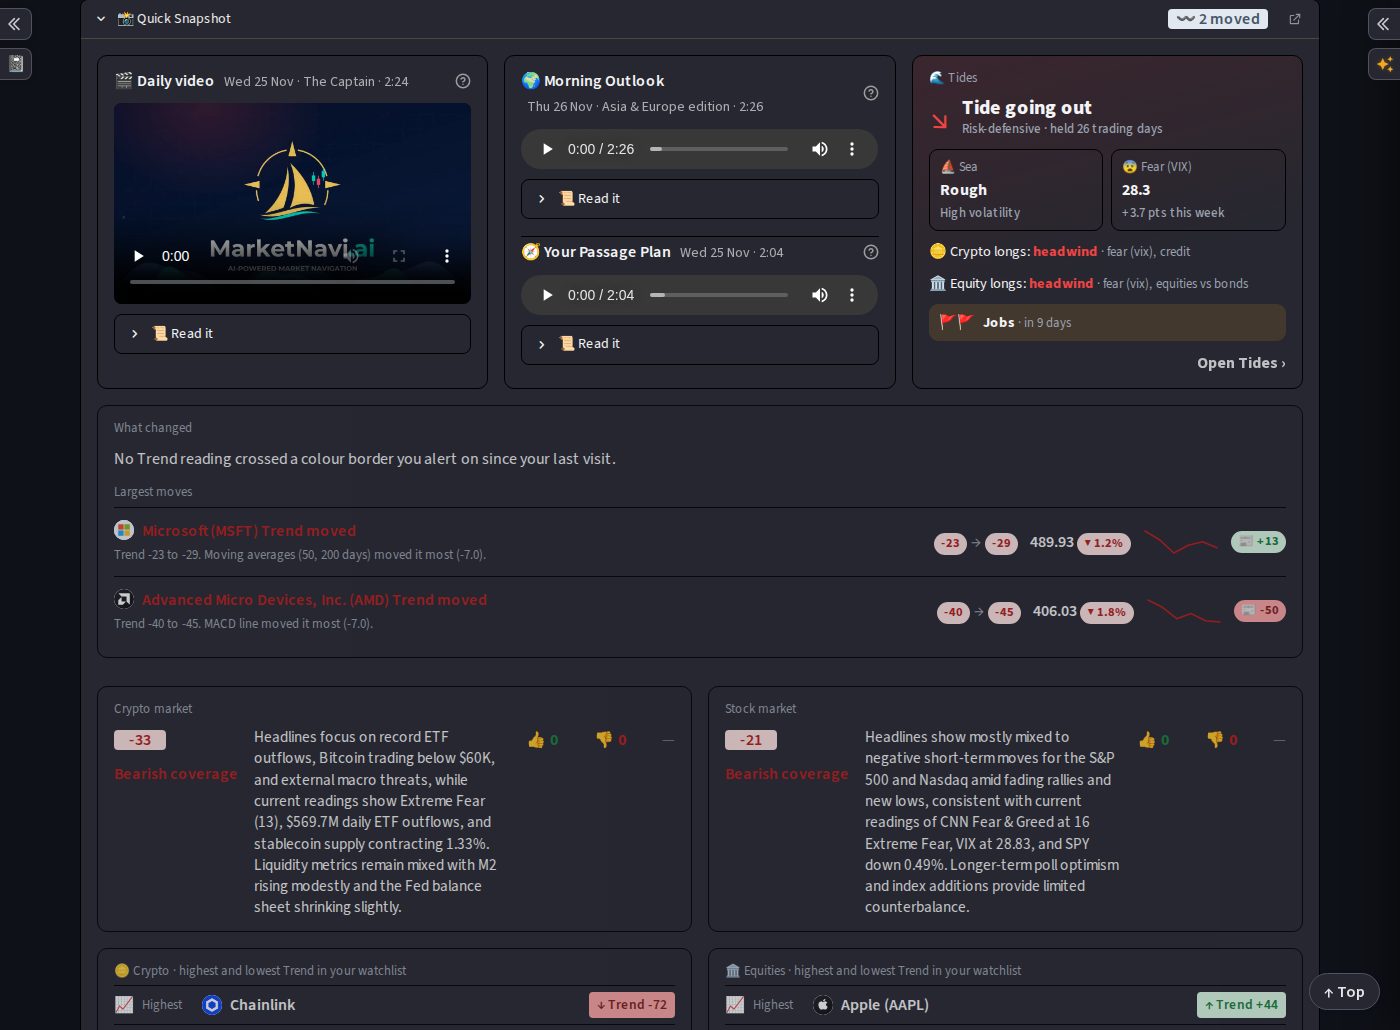 Quick Snapshot
2 moved
Daily video Wed 25 Nov · The Captain · 2:24
MarketNavi.ai
AI-POWERED MARKET NAVIGATION
0:00
Read it
Morning Outlook
Thu 26 Nov · Asia & Europe edition · 2:26
0:00 / 2:26
Read it
Your Passage Plan Wed 25 Nov · 2:04
0:00 / 2:04
Read it
Tides
Tide going out
Risk-defensive · held 26 trading days
Sea
Rough
High volatility
Fear (VIX)
28.3
+3.7 pts this week
Crypto longs: headwind · fear (vix), credit
Equity longs: headwind · fear (vix), equities vs bonds
Jobs · in 9 days
Open Tides ›
What changed
No Trend reading crossed a colour border you alert on since your last visit.
Largest moves
Microsoft (MSFT) Trend moved
Trend -23 to -29. Moving averages (50, 200 days) moved it most (-7.0).
-23 → -29 489.93 ▼1.2% +13
Advanced Micro Devices, Inc. (AMD) Trend moved
Trend -40 to -45. MACD line moved it most (-7.0).
-40 → -45 406.03 ▼1.8% -50
Crypto market
-33
Bearish coverage
Headlines focus on record ETF
outflows, Bitcoin trading below $60K,
and external macro threats, while
current readings show Extreme Fear
(13), $569.7M daily ETF outflows, and
stablecoin supply contracting 1.33%.
Liquidity metrics remain mixed with M2
rising modestly and the Fed balance
sheet shrinking slightly.
0 0 —
Stock market
-21
Bearish coverage
Headlines show mostly mixed to
negative short-term moves for the S&P
500 and Nasdaq amid fading rallies and
new lows, consistent with current
readings of CNN Fear & Greed at 16
Extreme Fear, VIX at 28.83, and SPY
down 0.49%. Longer-term poll optimism
and index additions provide limited
counterbalance.
0 0 —
Crypto · highest and lowest Trend in your watchlist
Highest Chainlink ↓ Trend -72
Equities · highest and lowest Trend in your watchlist
Highest Apple (AAPL) ↑ Trend +44
↑ Top